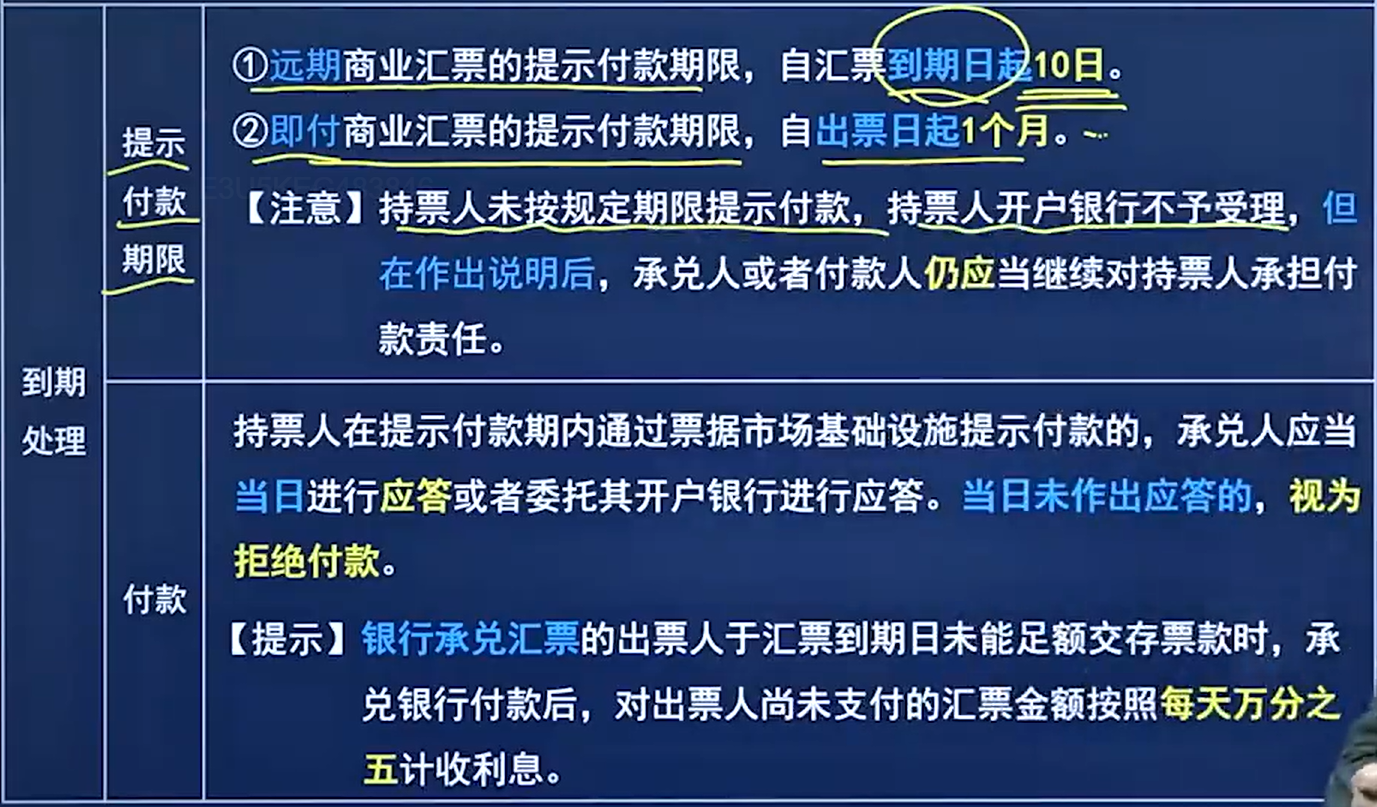 到期
处理
提示
付款
期限
①远期商业汇票的提示付款期限，自汇票到期日起10日。
②即付商业汇票的提示付款期限，自出票日起1个月。
【注意】持票人未按规定期限提示付款，持票人开户银行不予受理，但
在作出说明后，承兑人或者付款人仍应当继续对持票人承担付
款责任。
付款
持票人在提示付款期内通过票据市场基础设施提示付款的，承兑人应当
当日进行应答或者委托其开户银行进行应答。当日未作出应答的，视为
拒绝付款。
【提示】银行承兑汇票的出票人于汇票到期日未能足额交存票款时，承
兑银行付款后，对出票人尚未支付的汇票金额按照每天万分之
五计收利息。